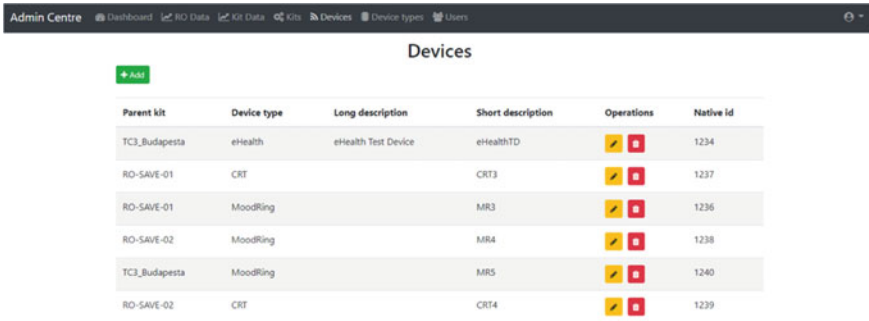 Admin Centre Dashboard RO Data Kit Data Kits Devices Device types Users
Devices
+ Add
Parent kit Device type Long description Short description Operations Native id
TC3_Budapesta eHealth eHealth Test Device eHealthTD 1234
RO-SAVE-01 CRT CRT3 1237
RO-SAVE-01 MoodRing MR3 1236
RO-SAVE-02 MoodRing MR4 1238
TC3_Budapesta MoodRing MR5 1240
RO-SAVE-02 CRT CRT4 1239